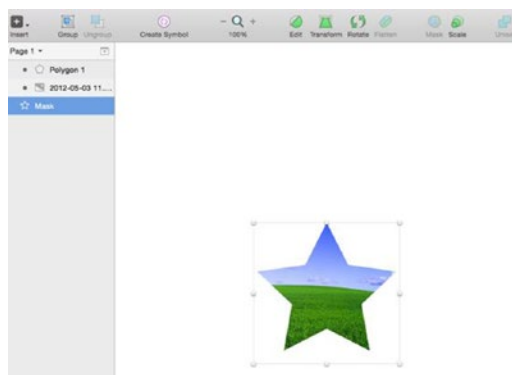 Insert Group Ungroup Create Symbol - + 100% Edit Transform Rotate Flatten Mask Scale
Page 1
Polygon 1
2012-05-03 11....
Mask